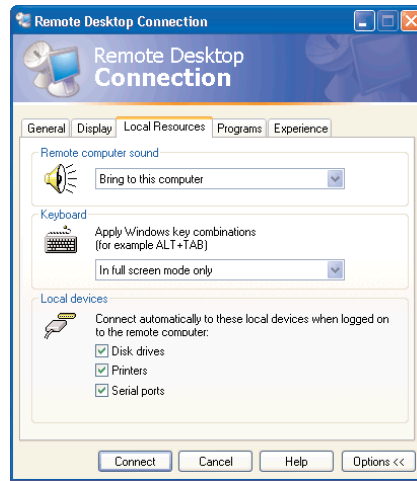 Remote Desktop Connection
Remote Desktop
Connection
General Display Local Resources Programs Experience
Remote computer sound
Bring to this computer
Keyboard
Apply Windows key combinations
(for example ALT+TAB)
In full screen mode only
Local devices
Connect automatically to these local devices when logged on
to the remote computer:
Disk drives
Printers
Serial ports
Connect Cancel Help Options <<